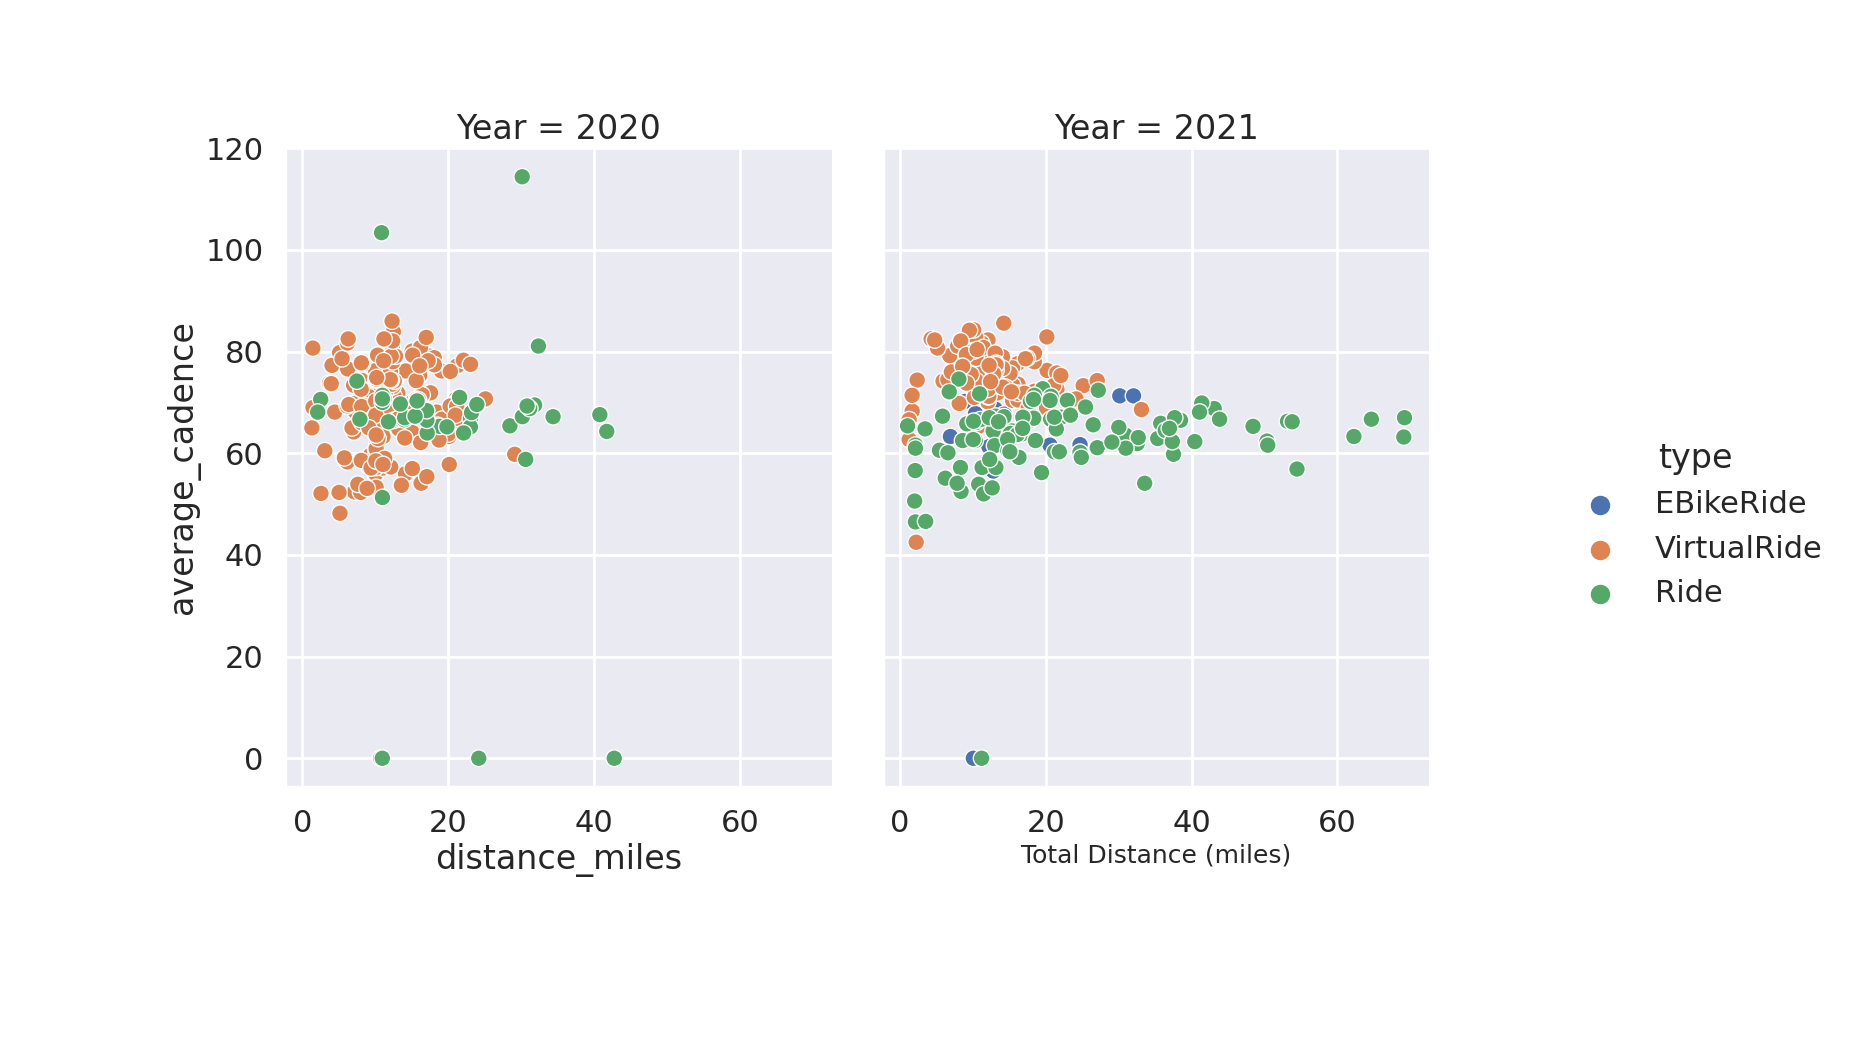 Year = 2020
Year = 2021
120
100
80
60
40
20
0
average_cadence
0 20 40 60
0 20 40 60
distance_miles
Total Distance (miles)
type
EBikeRide
VirtualRide
Ride